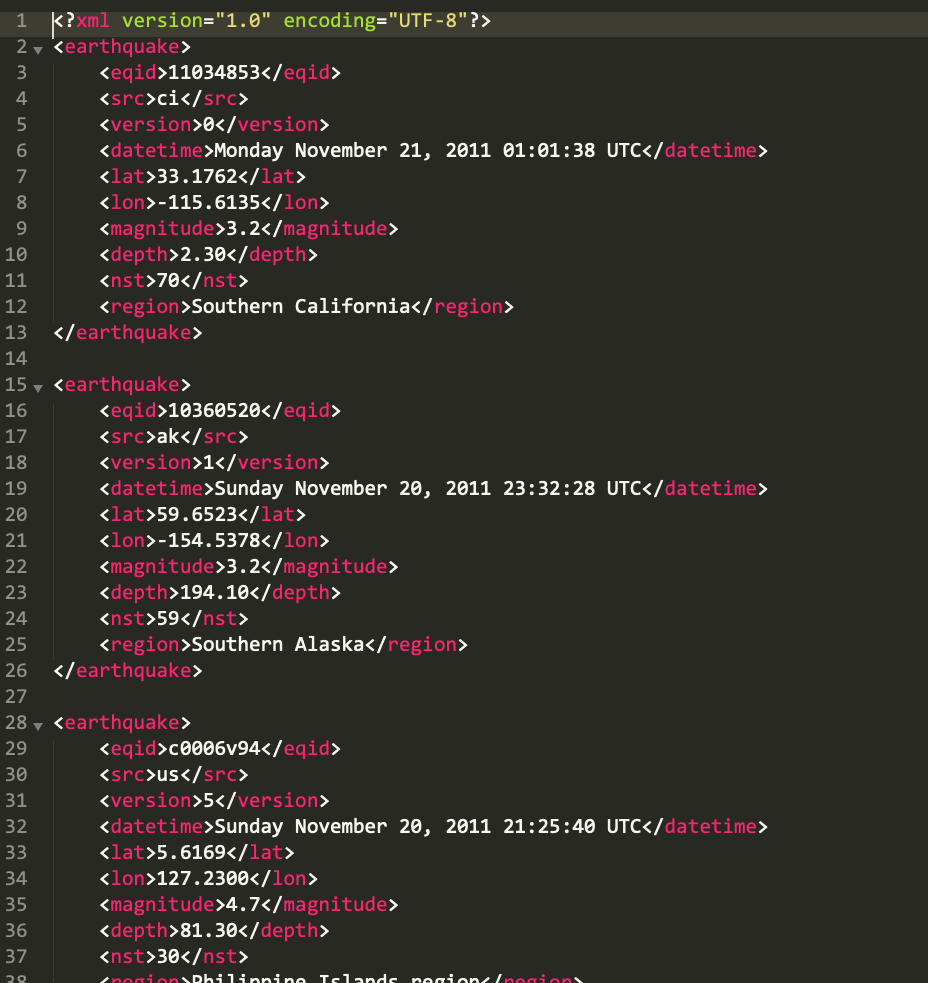 1 <?xml version="1.0" encoding="UTF-8"?>
2 <earthquake>
3     <eqid>11034853</eqid>
4     <src>ci</src>
5     <version>0</version>
6     <datetime>Monday November 21, 2011 01:01:38 UTC</datetime>
7     <lat>33.1762</lat>
8     <lon>-115.6135</lon>
9     <magnitude>3.2</magnitude>
10     <depth>2.30</depth>
11     <nst>70</nst>
12     <region>Southern California</region>
13 </earthquake>
14
15 <earthquake>
16     <eqid>10360520</eqid>
17     <src>ak</src>
18     <version>1</version>
19     <datetime>Sunday November 20, 2011 23:32:28 UTC</datetime>
20     <lat>59.6523</lat>
21     <lon>-154.5378</lon>
22     <magnitude>3.2</magnitude>
23     <depth>194.10</depth>
24     <nst>59</nst>
25     <region>Southern Alaska</region>
26 </earthquake>
27
28 <earthquake>
29     <eqid>c0006v94</eqid>
30     <src>us</src>
31     <version>5</version>
32     <datetime>Sunday November 20, 2011 21:25:40 UTC</datetime>
33     <lat>5.6169</lat>
34     <lon>127.2300</lon>
35     <magnitude>4.7</magnitude>
36     <depth>81.30</depth>
37     <nst>30</nst>
38     <region>Philippine Islands region</region>